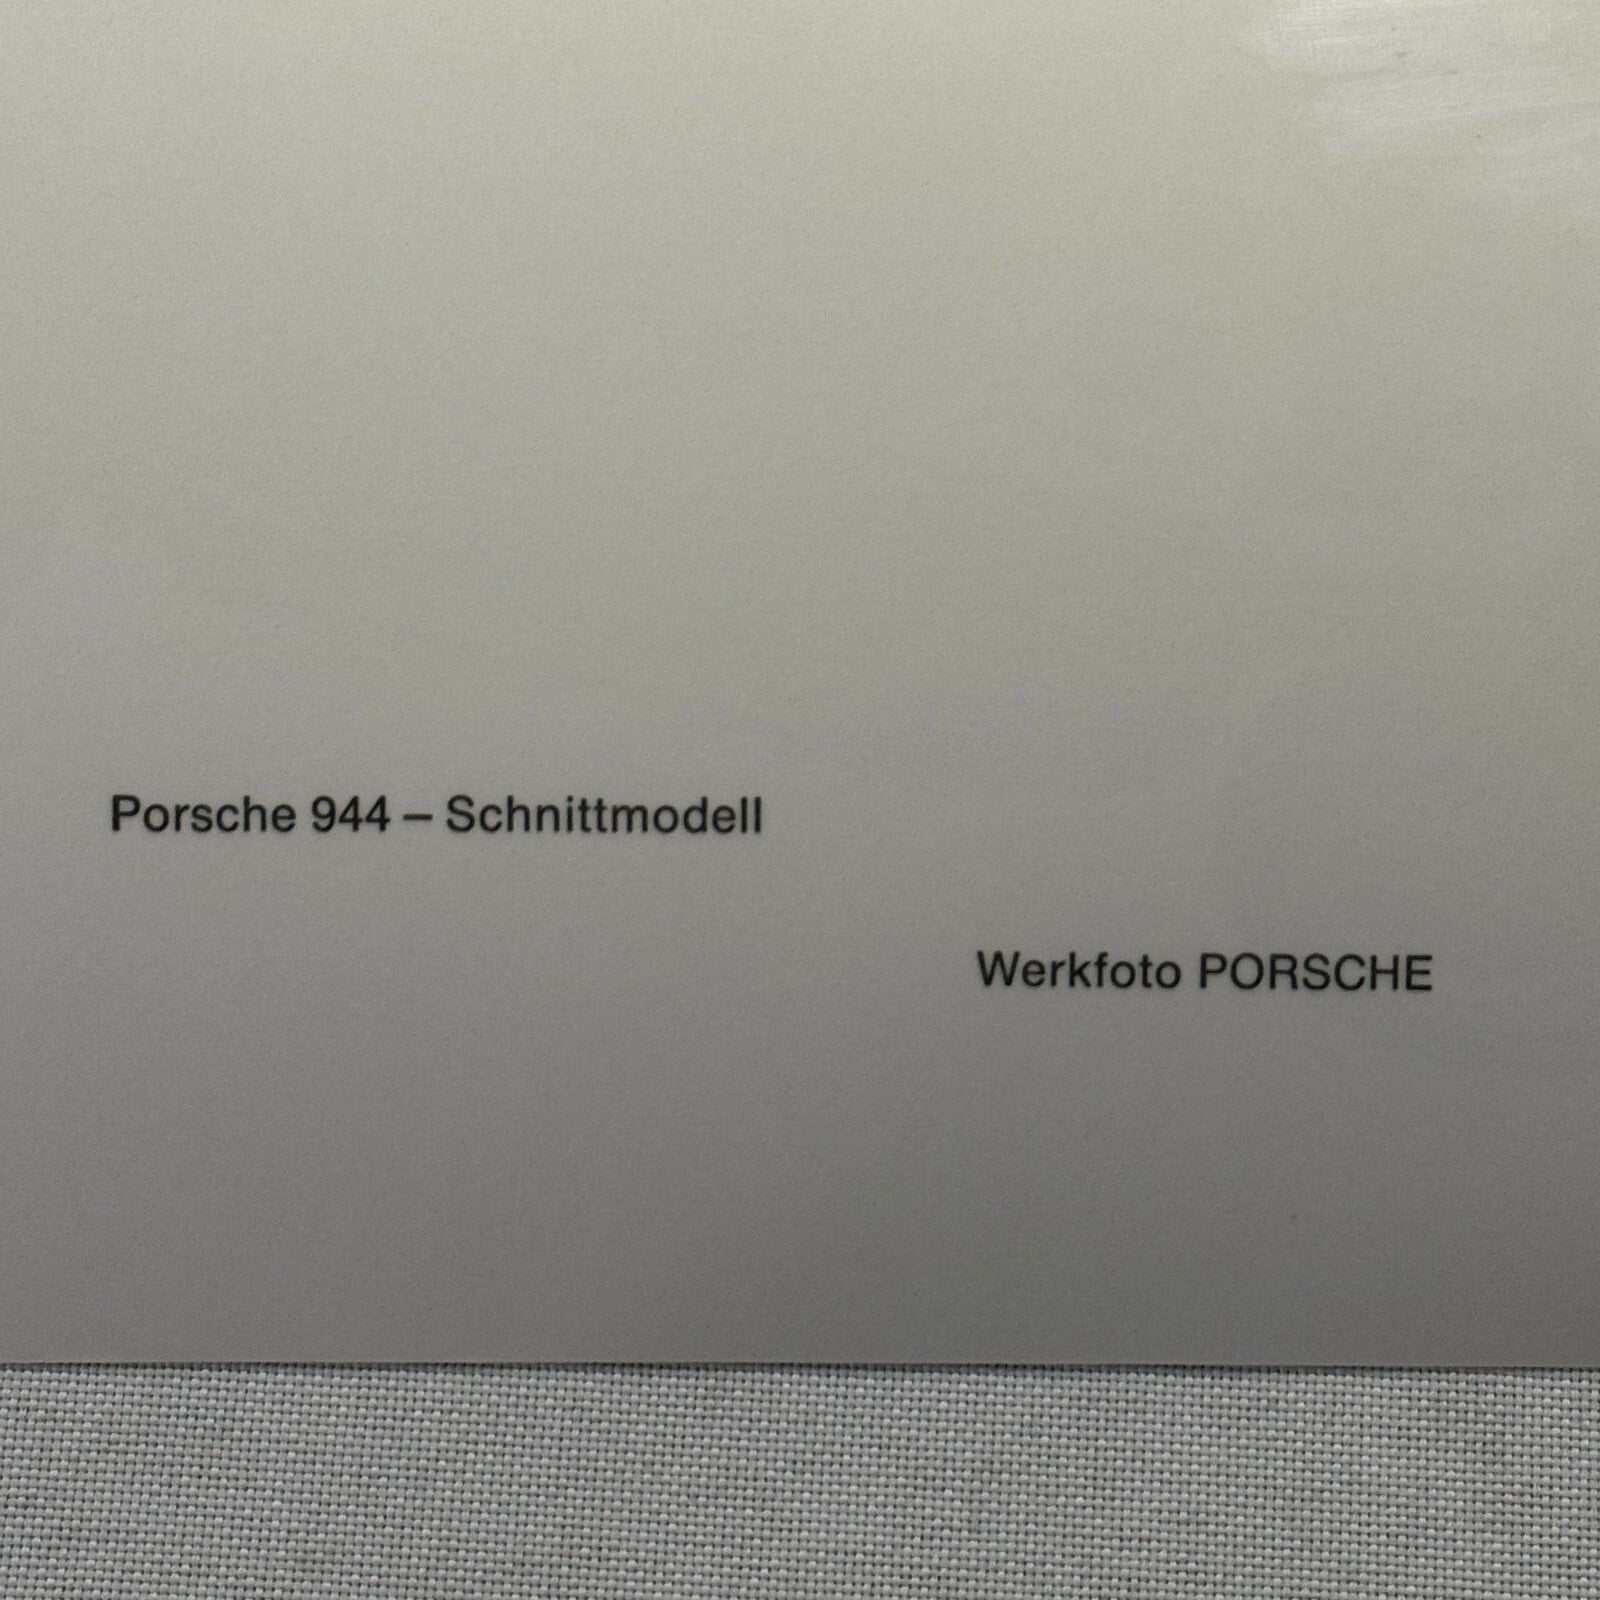 Porsche 944 – Schnittmodell
Werkfoto PORSCHE